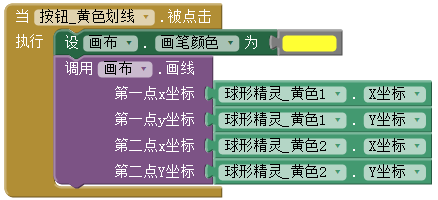 当 按钮_黄色划线 .被点击
执行 设 画布 . 画笔颜色 为
调用 画布 .画线
第一点x坐标 球形精灵_黄色1 . X坐标
第一点y坐标 球形精灵_黄色1 . Y坐标
第二点x坐标 球形精灵_黄色2 . X坐标
第二点Y坐标 球形精灵_黄色2 . Y坐标